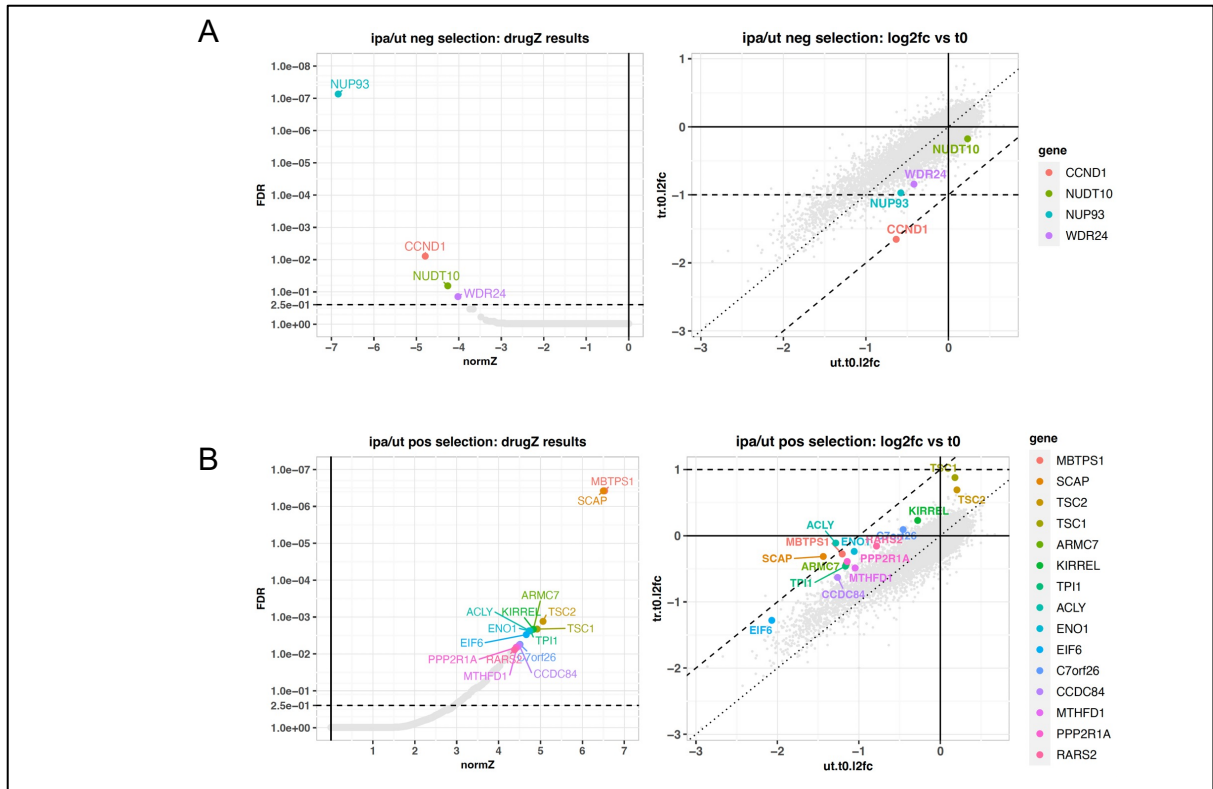 A
ipa/ut neg selection: drugZ results
1.0e-08
1.0e-07
1.0e-06
1.0e-05
1.0e-04
1.0e-03
1.0e-02
1.0e-01
2.5e-01
1.0e+00
FDR
NUP93
CCND1
NUDT10
WDR24
-7 -6 -5 -4 -3 -2 -1 0
normZ
ipa/ut neg selection: log2fc vs t0
1
0
-1
-2
-3
tr.t0.l2fc
NUDT10
WDR24
NUP93
CCND1
-3 -2 -1 0
ut.t0.l2fc
gene
CCND1
NUDT10
NUP93
WDR24
B
ipa/ut pos selection: drugZ results
1.0e-07
1.0e-06
1.0e-05
1.0e-04
1.0e-03
1.0e-02
1.0e-01
2.5e-01
1.0e+00
FDR
MBTPS1
SCAP
ARMC7
ACLY KIRREL TSC2
ENO1 TSC1
EIF6 TPI1
PPP2R1A RARS2 C7orf26
MTHFD1 CCDC84
1 2 3 4 5 6 7
normZ
ipa/ut pos selection: log2fc vs t0
1
0
-1
-2
-3
tr.t0.l2fc
TSC1
TSC2
KIRREL
ACLY
C7orf26
MBTPS1 ENO1 RARS2
SCAP PPP2R1A
ARMC7
TPI1 MTHFD1
CCDC84
EIF6
-3 -2 -1 0
ut.t0.l2fc
gene
MBTPS1
SCAP
TSC2
TSC1
ARMC7
KIRREL
TPI1
ACLY
ENO1
EIF6
C7orf26
CCDC84
MTHFD1
PPP2R1A
RARS2